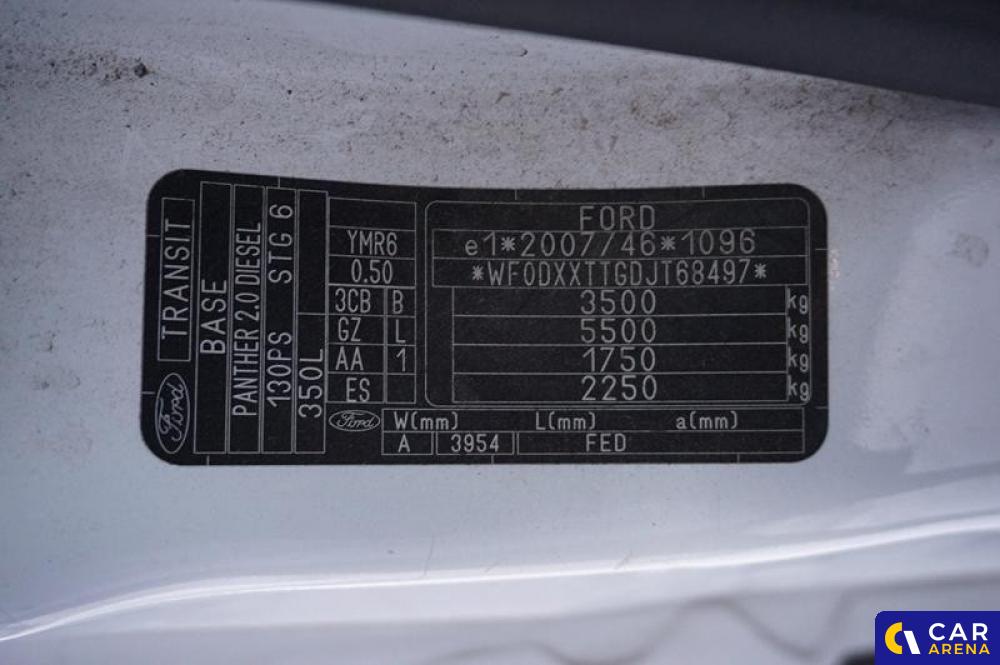 TRANSIT
Ford
BASE
PANTHER 2.0 DIESEL
130PS STG 6
350L
YMR6
0.50
3CB B
GZ L
AA 1
ES
FORD
e1*2007/46*1096
*WF0DXXTTGDJT68497*
3500 kg
5500 kg
1750 kg
2250 kg
Ford
W(mm) L(mm) a(mm)
A 3954 FED
CAR
ARENA